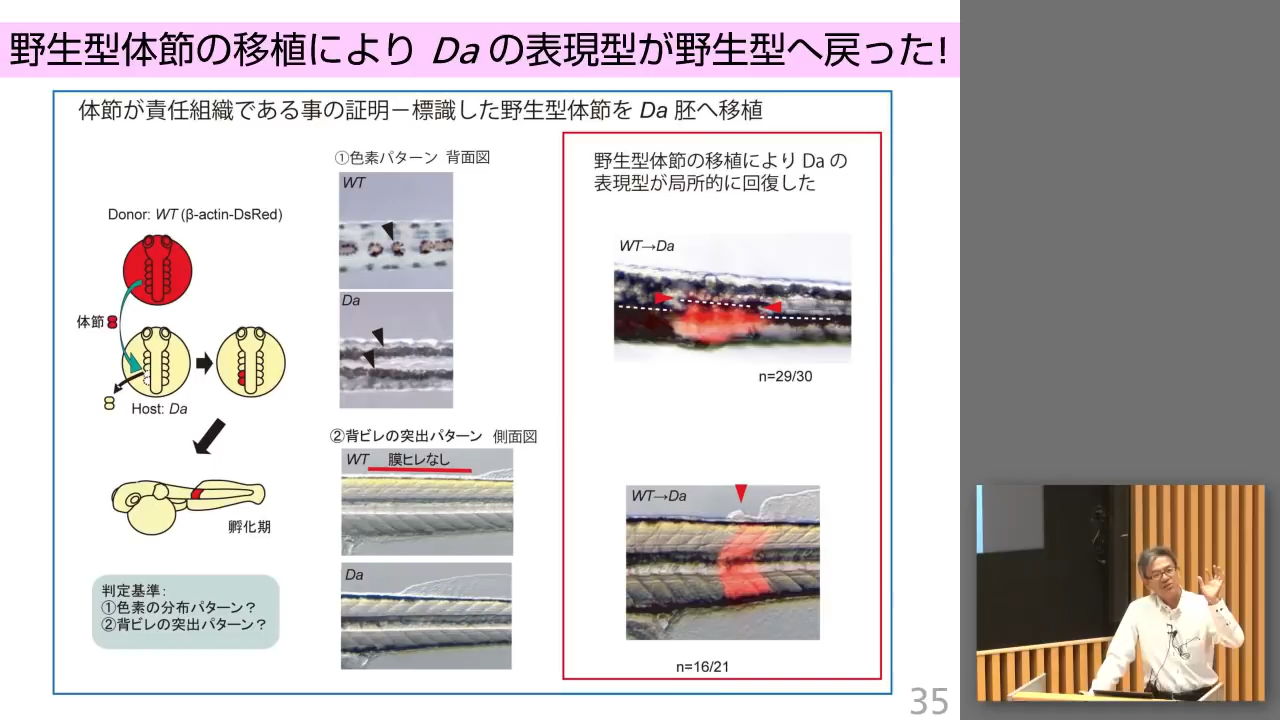 野生型体節の移植により Da の表現型が野生型へ戻った!
体節が責任組織である事の証明－標識した野生型体節を Da 胚へ移植
Donor: WT (β-actin-DsRed)
体節
Host: Da
孵化期
判定基準：
①色素の分布パターン？
②背ビレの突出パターン？
①色素パターン 背面図
WT
Da
②背ビレの突出パターン 側面図
WT 膜ヒレなし
Da
野生型体節の移植により Da の
表現型が局所的に回復した
WT→Da
n=29/30
WT→Da
n=16/21
35